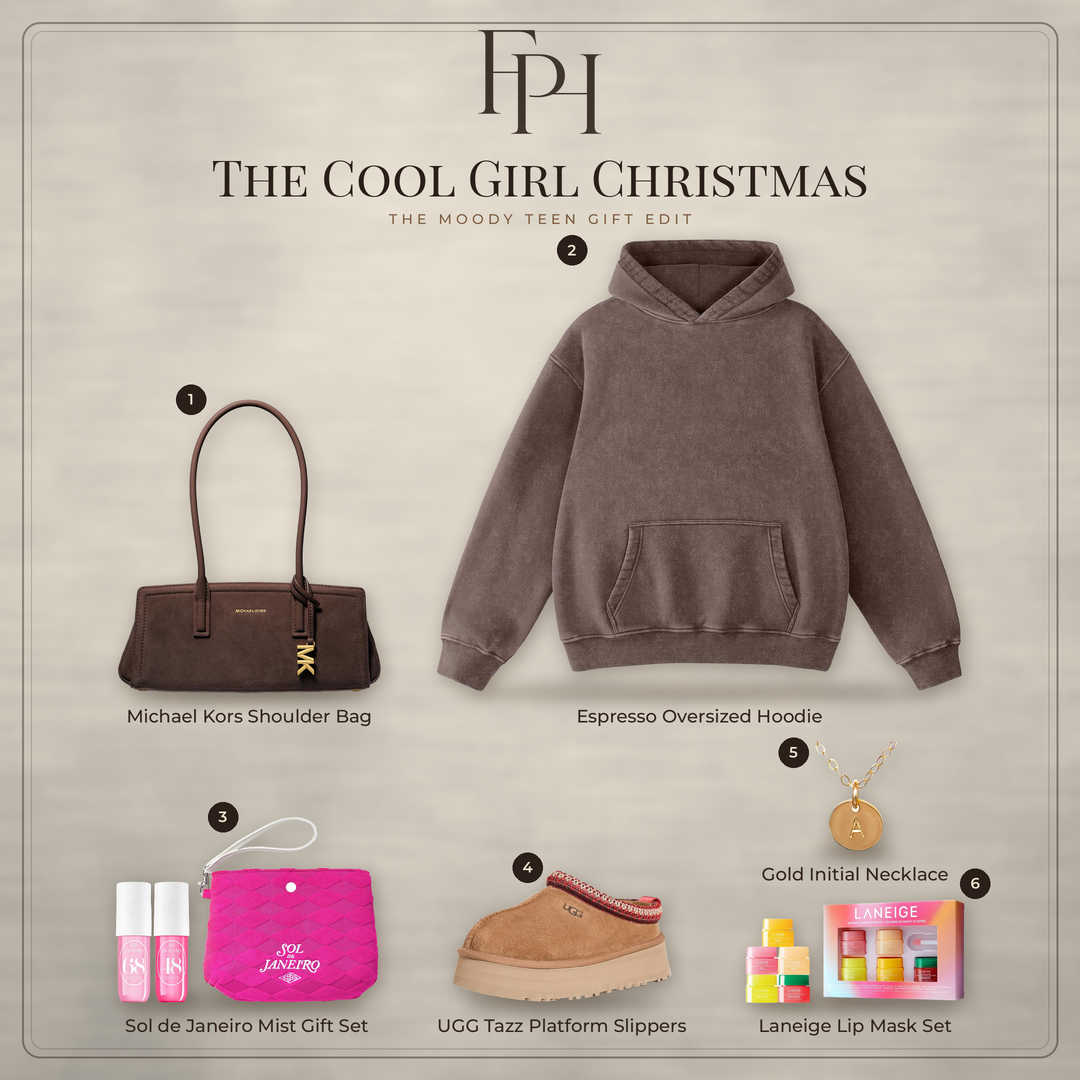 FPH
THE COOL GIRL CHRISTMAS
THE MOODY TEEN GIFT EDIT
1
MICHAEL KORS
MK
Michael Kors Shoulder Bag
2
Espresso Oversized Hoodie
3
68
48
SOL
DE
JANEIRO
Sol de Janeiro Mist Gift Set
4
UGG
UGG Tazz Platform Slippers
5
A
Gold Initial Necklace
6
LANEIGE
Laneige Lip Mask Set